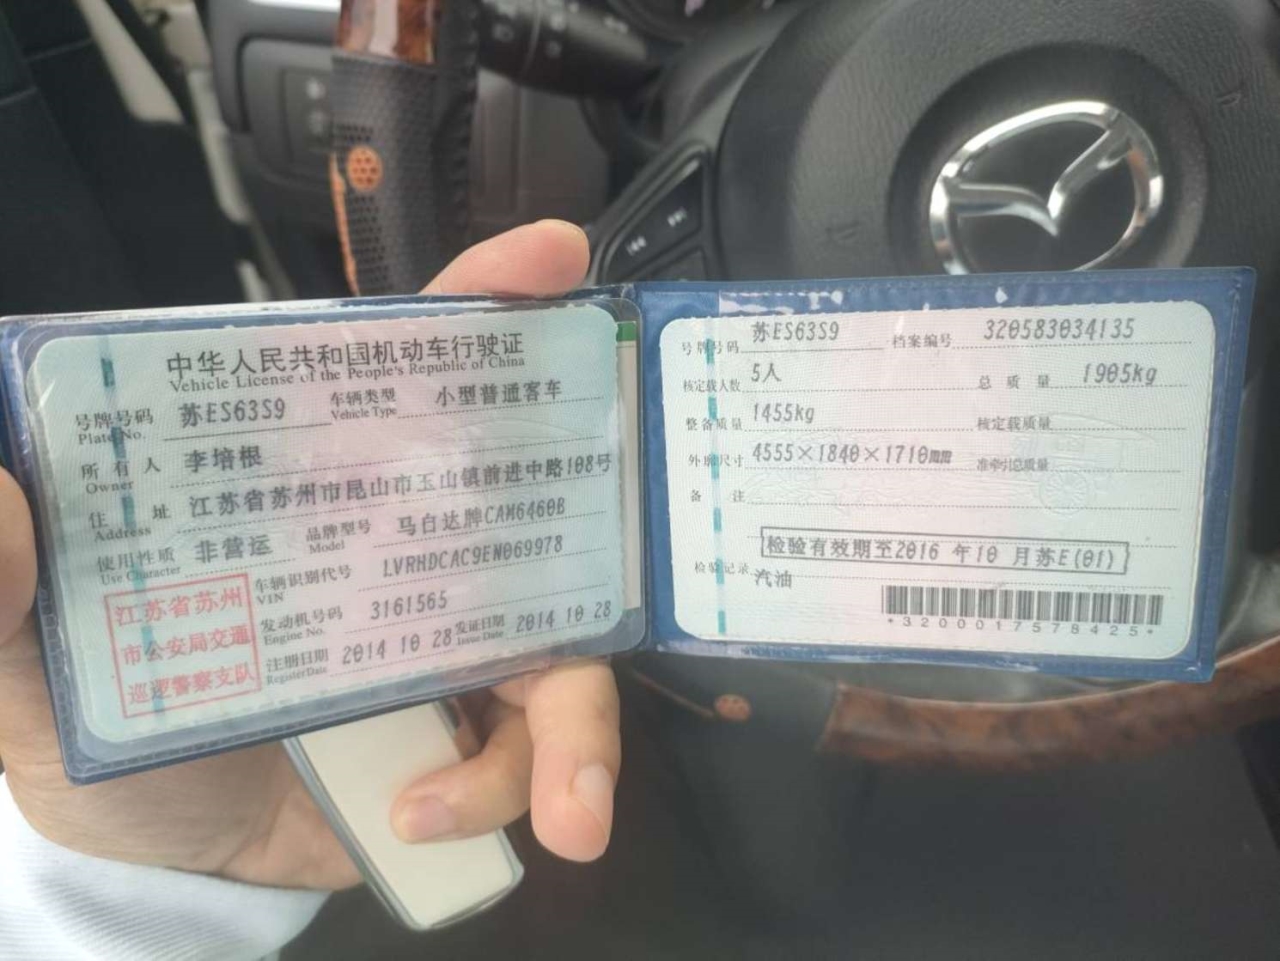 中华人民共和国机动车行驶证
Vehicle License of the People's Republic of China
号牌号码 苏ES63S9 车辆类型 小型普通客车
Plate No. Vehicle Type
所有人 李培根
Owner
住址 江苏省苏州市昆山市玉山镇前进中路108号
Address
使用性质 非营运 品牌型号 马自达牌CAM6460B
Use Character Model
车辆识别代号 LVRHDCAC9EN069978
VIN
发动机号码 3161565
Engine No.
注册日期 2014 10 28 发证日期 2014 10 28
Register Date Issue Date
江苏省苏州
市公安局交通
巡逻警察支队
号牌号码 苏ES63S9 档案编号 320583034135
核定载人数 5人 总质量 1905kg
整备质量 1455kg 核定载质量
外廓尺寸 4555×1840×1710mm 准牵引总质量
备注
检验有效期至2016 年10 月苏E(01)
检验记录 汽油
*3200017578425*